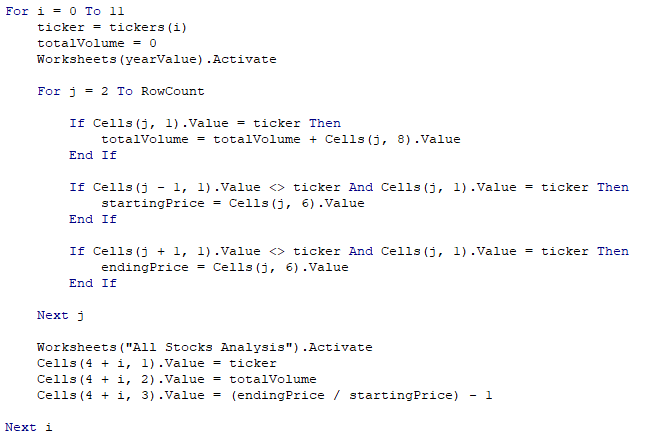 For i = 0 To 11
    ticker = tickers(i)
    totalVolume = 0
    Worksheets(yearValue).Activate

    For j = 2 To RowCount

        If Cells(j, 1).Value = ticker Then
            totalVolume = totalVolume + Cells(j, 8).Value
        End If

        If Cells(j - 1, 1).Value <> ticker And Cells(j, 1).Value = ticker Then
            startingPrice = Cells(j, 6).Value
        End If

        If Cells(j + 1, 1).Value <> ticker And Cells(j, 1).Value = ticker Then
            endingPrice = Cells(j, 6).Value
        End If

    Next j

    Worksheets("All Stocks Analysis").Activate
    Cells(4 + i, 1).Value = ticker
    Cells(4 + i, 2).Value = totalVolume
    Cells(4 + i, 3).Value = (endingPrice / startingPrice) - 1

Next i